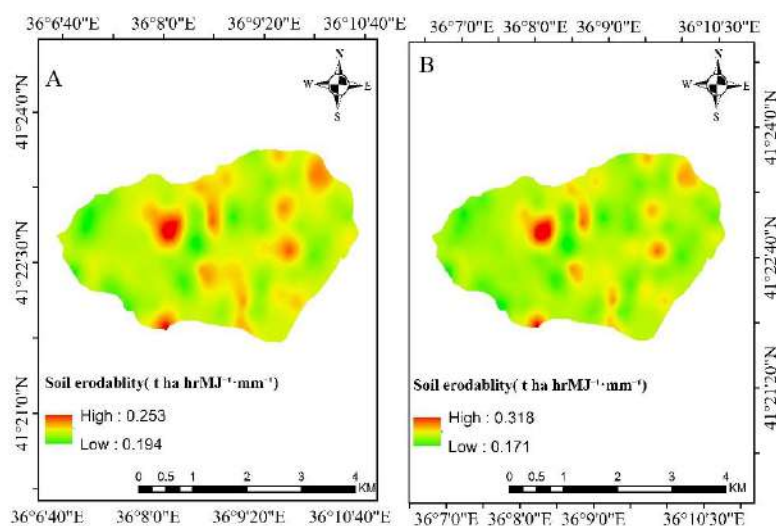 36°6'40"E 36°8'0"E 36°9'20"E 36°10'40"E
36°7'0"E 36°8'0"E 36°9'0"E 36°10'30"E
A
N
W E
S
B
N
W E
S
41°24'0"N
41°22'30"N
41°21'0"N
41°24'0"N
41°22'40"N
41°21'20"N
Soil erodablity( t ha hrMJ⁻¹·mm⁻¹)
High : 0.253
Low : 0.194
0 0.5 1 2 3 4
KM
Soil erodablity( t ha hrMJ⁻¹·mm⁻¹)
High : 0.318
Low : 0.171
0 0.5 1 2 3 4
KM
36°6'40"E 36°8'0"E 36°9'20"E 36°10'40"E
36°7'0"E 36°8'0"E 36°9'0"E 36°10'30"E